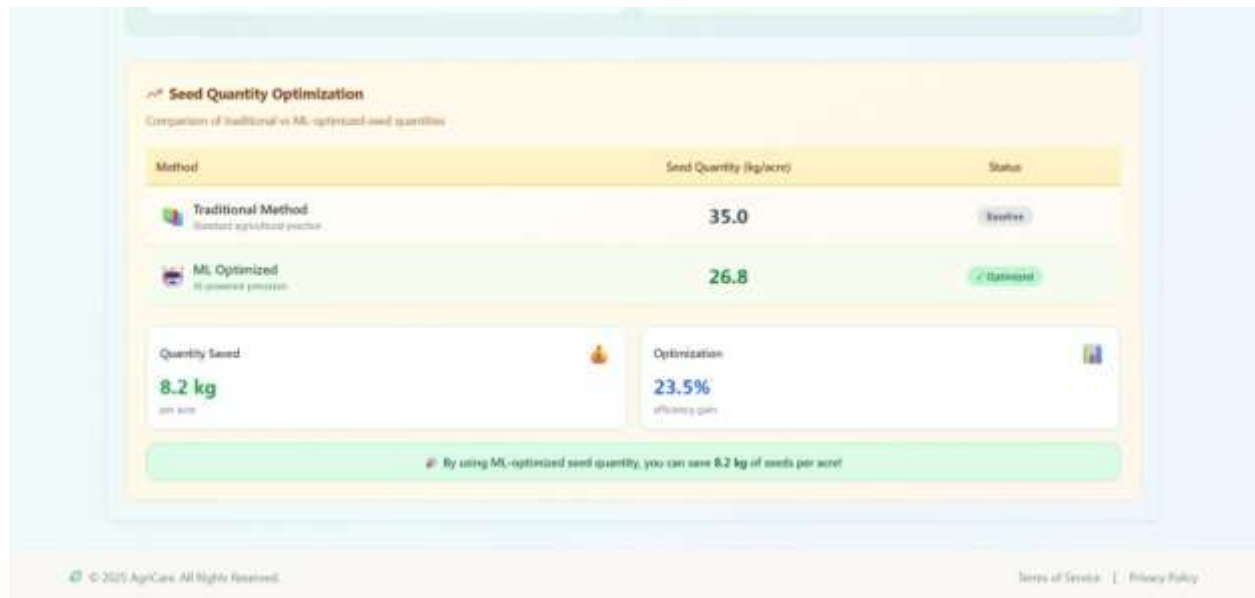 Seed Quantity Optimization
Comparison of traditional vs ML-optimized seed quantities
Method Seed Quantity (kg/acre) Status
Traditional Method
Standard agricultural practice
35.0
Baseline
ML Optimized
AI-powered precision
26.8
✓ Optimized
Quantity Saved
8.2 kg
per acre
Optimization
23.5%
efficiency gain
By using ML-optimized seed quantity, you can save 8.2 kg of seeds per acre!
© 2025 AgriCare. All Rights Reserved.
Terms of Service | Privacy Policy